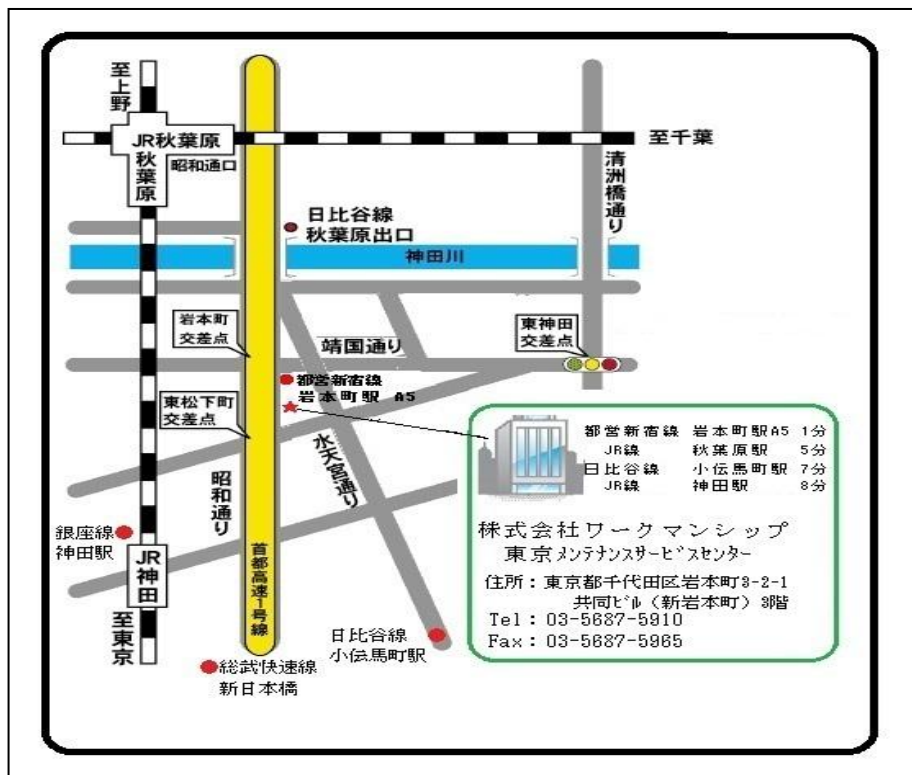 至上野
JR秋葉原
秋葉原
昭和通口
至千葉
清洲橋通り
日比谷線
秋葉原出口
神田川
岩本町
交差点
靖国通り
東神田
交差点
都営新宿線
岩本町駅 A5
東松下町
交差点
水天宮通り
昭和通り
首都高速1号線
銀座線
神田駅
JR神田
至東京
日比谷線
小伝馬町駅
総武快速線
新日本橋
都営新宿線 岩本町駅A5 1分
JR線 秋葉原駅 5分
日比谷線 小伝馬町駅 7分
JR線 神田駅 8分
株式会社ワークマンシップ
東京メンテナンスサービスセンター
住所：東京都千代田区岩本町3-2-1
共同ビル（新岩本町）3階
Tel：03-5687-5910
Fax：03-5687-5965